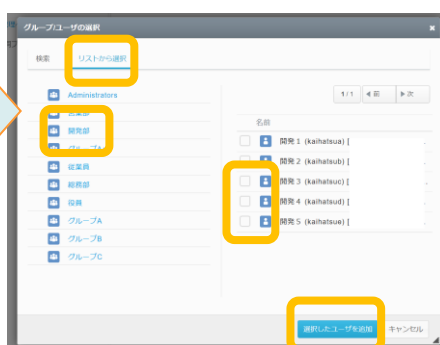 グループ/ユーザの選択
検索
リストから選択
Administrators
開発部
従業員
総務部
役員
グループA
グループB
グループC
1/1
◀前
▶次
名前
開発1 (kaihatsua) [
開発2 (kaihatsub) [
開発3 (kaihatsuc) [
開発4 (kaihatsud) [
開発5 (kaihatsue) [
選択したユーザを追加
キャンセル